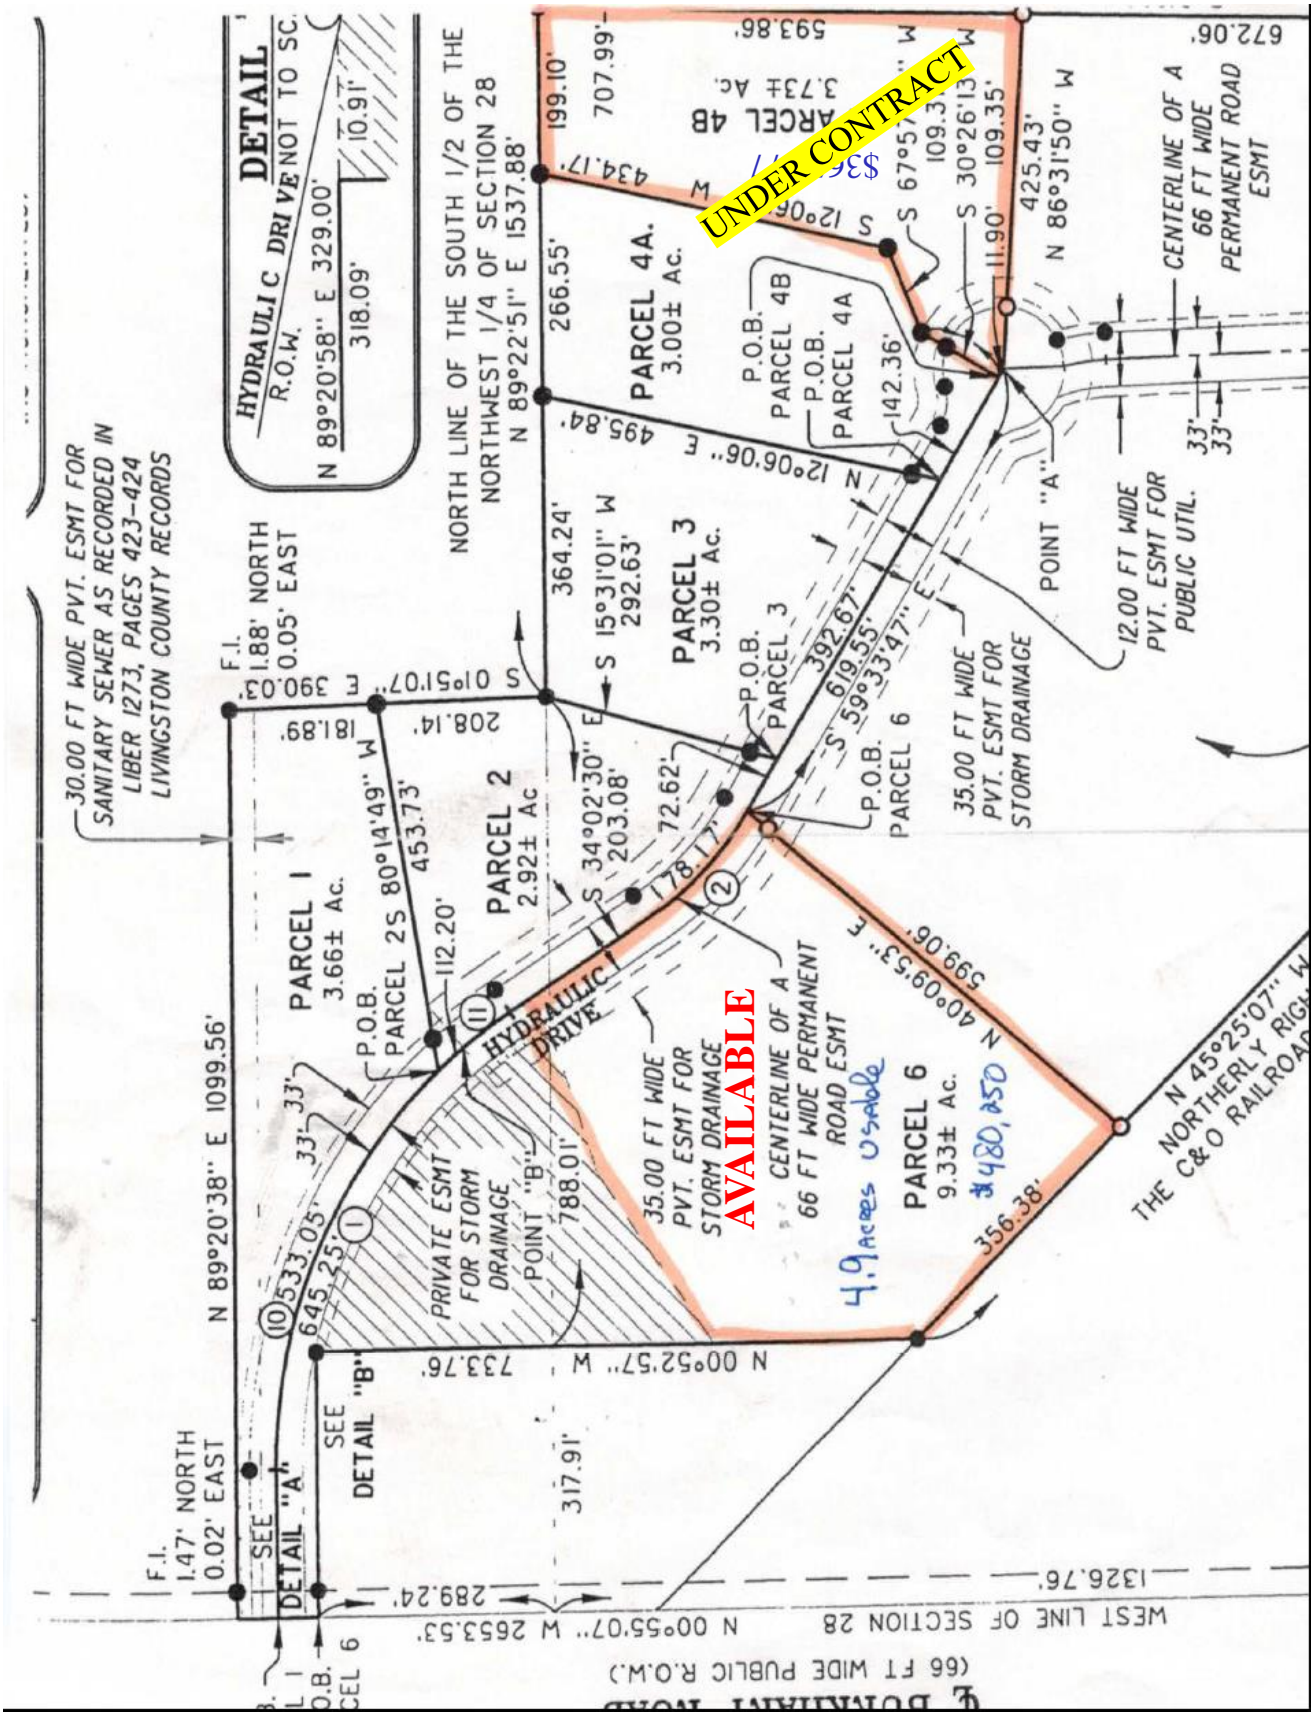 30.00 FT WIDE PVT. ESMT FOR
SANITARY SEWER AS RECORDED IN
LIBER 1273, PAGES 423-424
LIVINGSTON COUNTY RECORDS
DETAIL
HYDRAULIC DRIVE
NOT TO SC
R.O.W.
N 89°20'58" E 329.00'
318.09'
10.91'
F.I.
1.47' NORTH
0.02' EAST
N 89°20'38" E 1099.56'
F.I.
1.88' NORTH
0.05' EAST
NORTH LINE OF THE SOUTH 1/2 OF THE
NORTHWEST 1/4 OF SECTION 28
N 89°22'51" E 1537.88'
SEE
DETAIL "A"
SEE
DETAIL "B"
10
533.05'
645.25'
1
33'
33'
PARCEL 1
3.66± Ac.
181.89'
S 01°51'07" E 390.03'
208.14'
P.O.B.
PARCEL 2
S 80°14'49" W
453.73'
112.20'
11
PARCEL 2
2.92± Ac
S 34°02'30" E
203.08'
72.62'
178.17'
2
HYDRAULIC
DRIVE
364.24'
266.55'
199.10'
707.99'
S 15°31'01" W
292.63'
PARCEL 3
3.30± Ac.
P.O.B.
PARCEL 3
495.84'
N 12°06'06" E
PARCEL 4A.
3.00± Ac.
434.17'
S 12°06' W
593.86'
3.73± Ac.
ARCEL 4B
UNDER CONTRACT
P.O.B.
PARCEL 4B
P.O.B.
PARCEL 4A
142.36'
S 30°26'13"
109.35'
11.90'
425.43'
N 86°31'50" W
672.06'
CENTERLINE OF A
66 FT WIDE
PERMANENT ROAD
ESMT
33'
33'
POINT "A"
12.00 FT WIDE
PVT. ESMT FOR
PUBLIC UTIL.
392.67'
619.55'
S 59°33'47" E
35.00 FT WIDE
PVT. ESMT FOR
STORM DRAINAGE
P.O.B.
PARCEL 6
PRIVATE ESMT
FOR STORM
DRAINAGE
POINT "B"
788.01'
35.00 FT WIDE
PVT. ESMT FOR
STORM DRAINAGE
AVAILABLE
CENTERLINE OF A
66 FT WIDE PERMANENT
ROAD ESMT
4.9 Acres Usable
PARCEL 6
9.33± Ac.
$480,250
N 40°09'53" E
599.06'
356.38'
N 45°25'07" W
NORTHERLY
THE C&O RAILROAD
N 00°52'57" W
733.76'
317.91'
289.24'
N 00°55'07" W 2653.53'
WEST LINE OF SECTION 28
1326.76'
(66 FT WIDE PUBLIC R.O.W.)